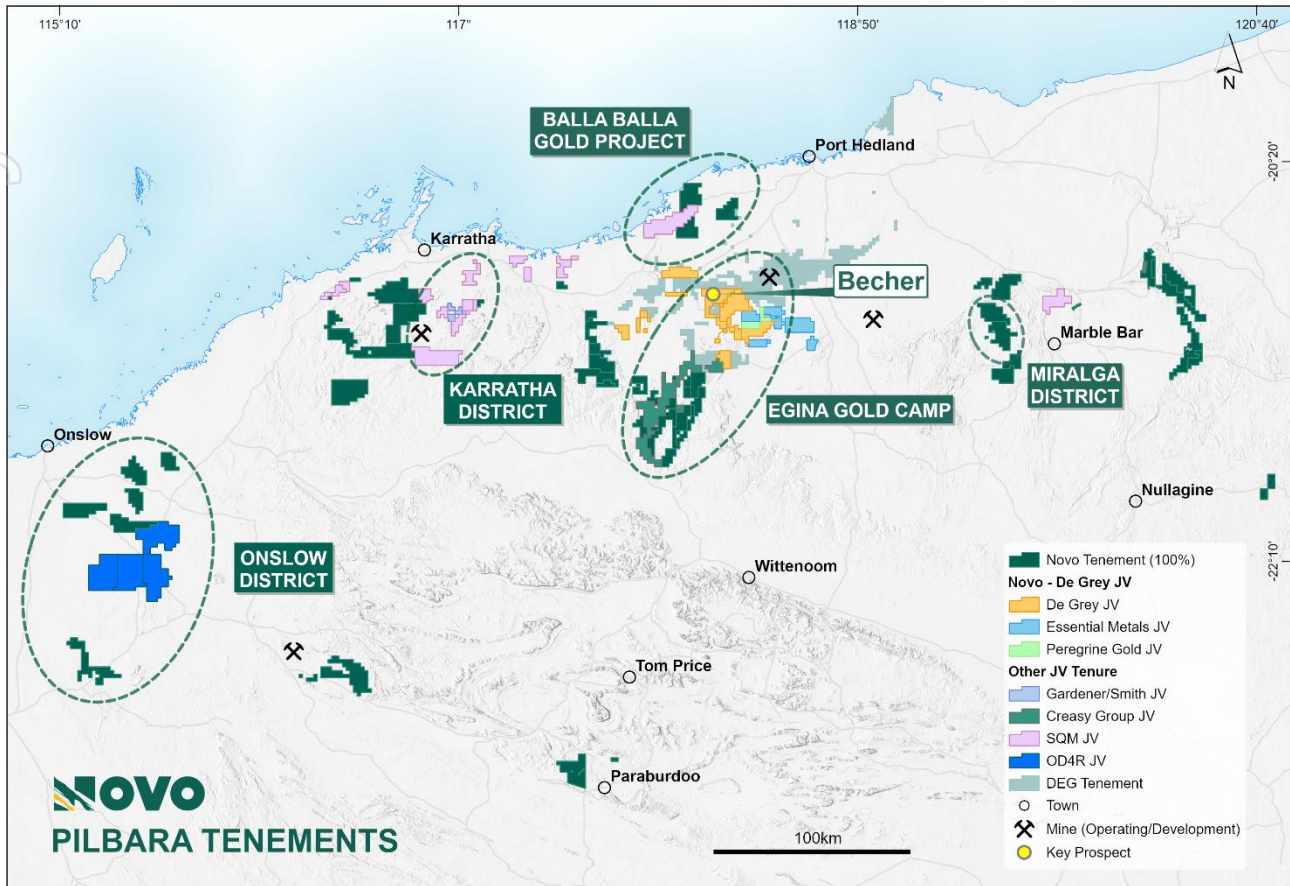 115°10'
117°
118°50'
120°40'
N
BALLA BALLA
GOLD PROJECT
Port Hedland
-20°20'
Karratha
Becher
Marble Bar
KARRATHA
DISTRICT
EGINA GOLD CAMP
MIRALGA
DISTRICT
Onslow
Nullagine
ONSLOW
DISTRICT
Wittenoom
-22°10'
Tom Price
Paraburdoo
NOVO
PILBARA TENEMENTS
100km
Novo Tenement (100%)
Novo - De Grey JV
De Grey JV
Essential Metals JV
Peregrine Gold JV
Other JV Tenure
Gardener/Smith JV
Creasy Group JV
SQM JV
OD4R JV
DEG Tenement
Town
Mine (Operating/Development)
Key Prospect